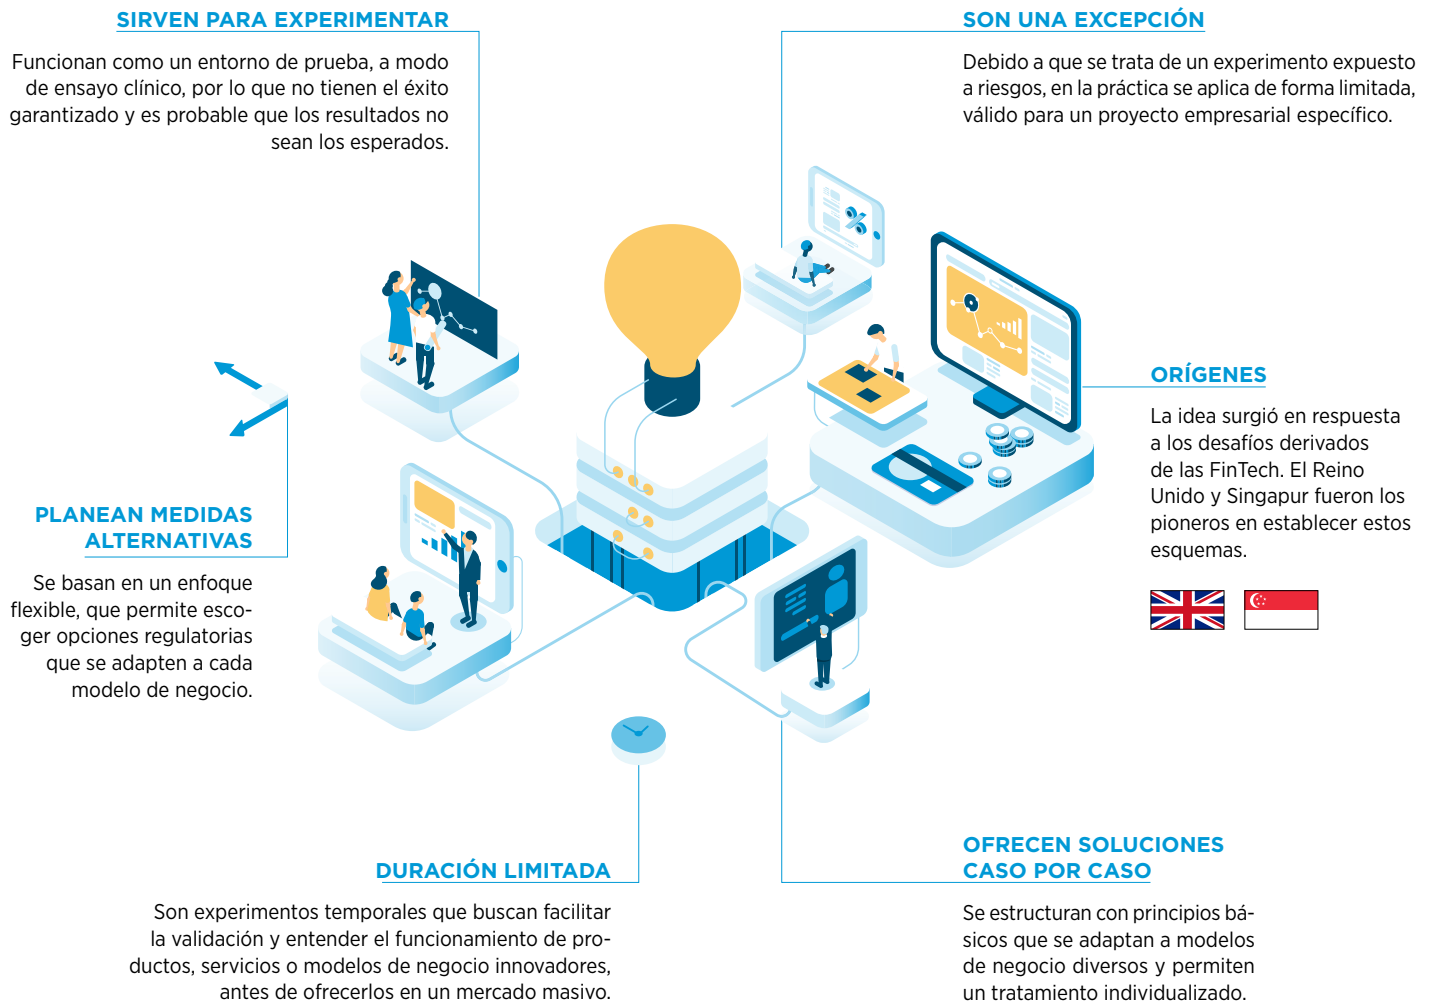 SIRVEN PARA EXPERIMENTAR
Funcionan como un entorno de prueba, a modo
de ensayo clínico, por lo que no tienen el éxito
garantizado y es probable que los resultados no
sean los esperados.
SON UNA EXCEPCIÓN
Debido a que se trata de un experimento expuesto
a riesgos, en la práctica se aplica de forma limitada,
válido para un proyecto empresarial específico.
%
ORÍGENES
La idea surgió en respuesta
a los desafíos derivados
de las FinTech. El Reino
Unido y Singapur fueron los
pioneros en establecer estos
esquemas.
PLANEAN MEDIDAS
ALTERNATIVAS
Se basan en un enfoque
flexible, que permite esco-
ger opciones regulatorias
que se adapten a cada
modelo de negocio.
DURACIÓN LIMITADA
Son experimentos temporales que buscan facilitar
la validación y entender el funcionamiento de pro-
ductos, servicios o modelos de negocio innovadores,
antes de ofrecerlos en un mercado masivo.
OFRECEN SOLUCIONES
CASO POR CASO
Se estructuran con principios bá-
sicos que se adaptan a modelos
de negocio diversos y permiten
un tratamiento individualizado.